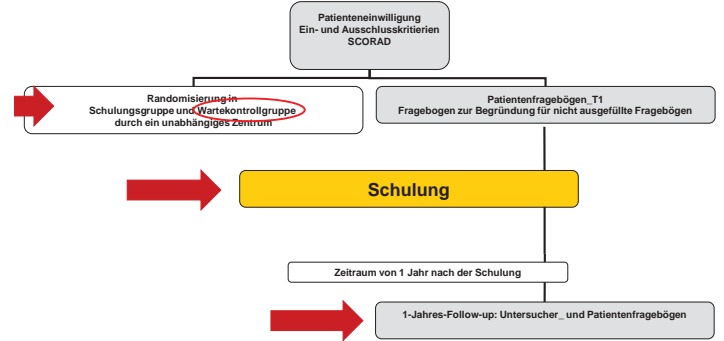 Patienteneinwilligung
Ein- und Ausschlusskritierien
SCORAD
Randomisierung in
Schulungsgruppe und Wartekontrollgruppe
durch ein unabhängiges Zentrum
Patientenfragebögen_T1
Fragebogen zur Begründung für nicht ausgefüllte Fragebögen
Schulung
Zeitraum von 1 Jahr nach der Schulung
1-Jahres-Follow-up: Untersucher_ und Patientenfragebögen